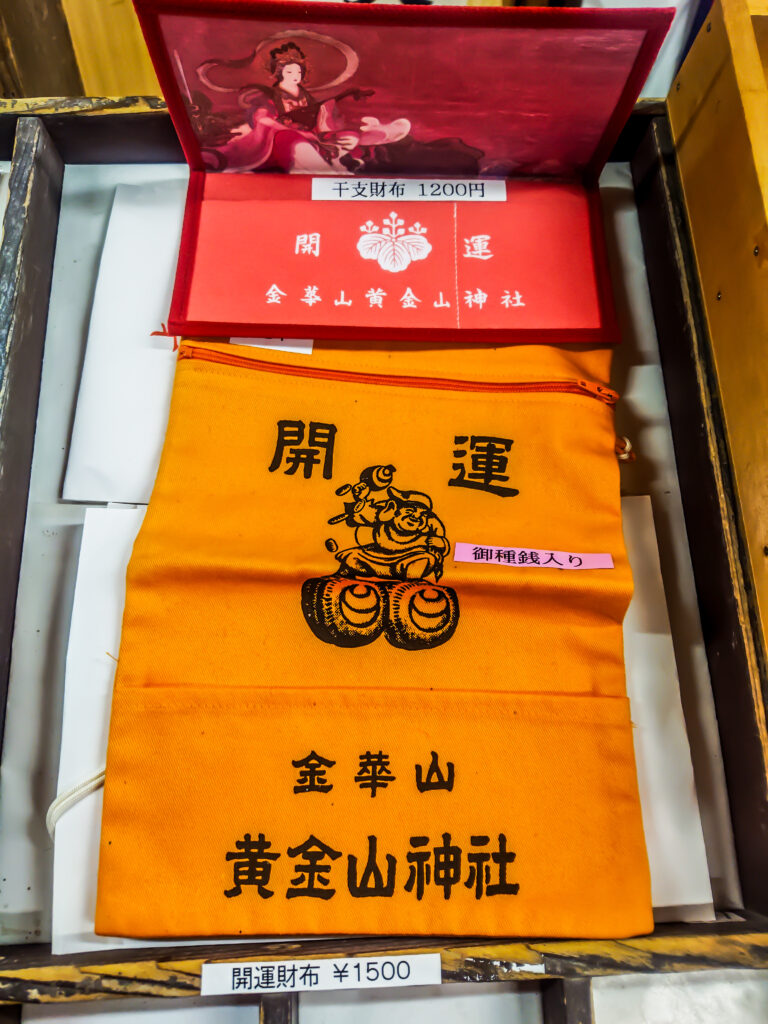 干支財布 1200円
開 運
金華山黄金山神社
開 運
御種銭入り
金華山
黄金山神社
開運財布 ¥1500